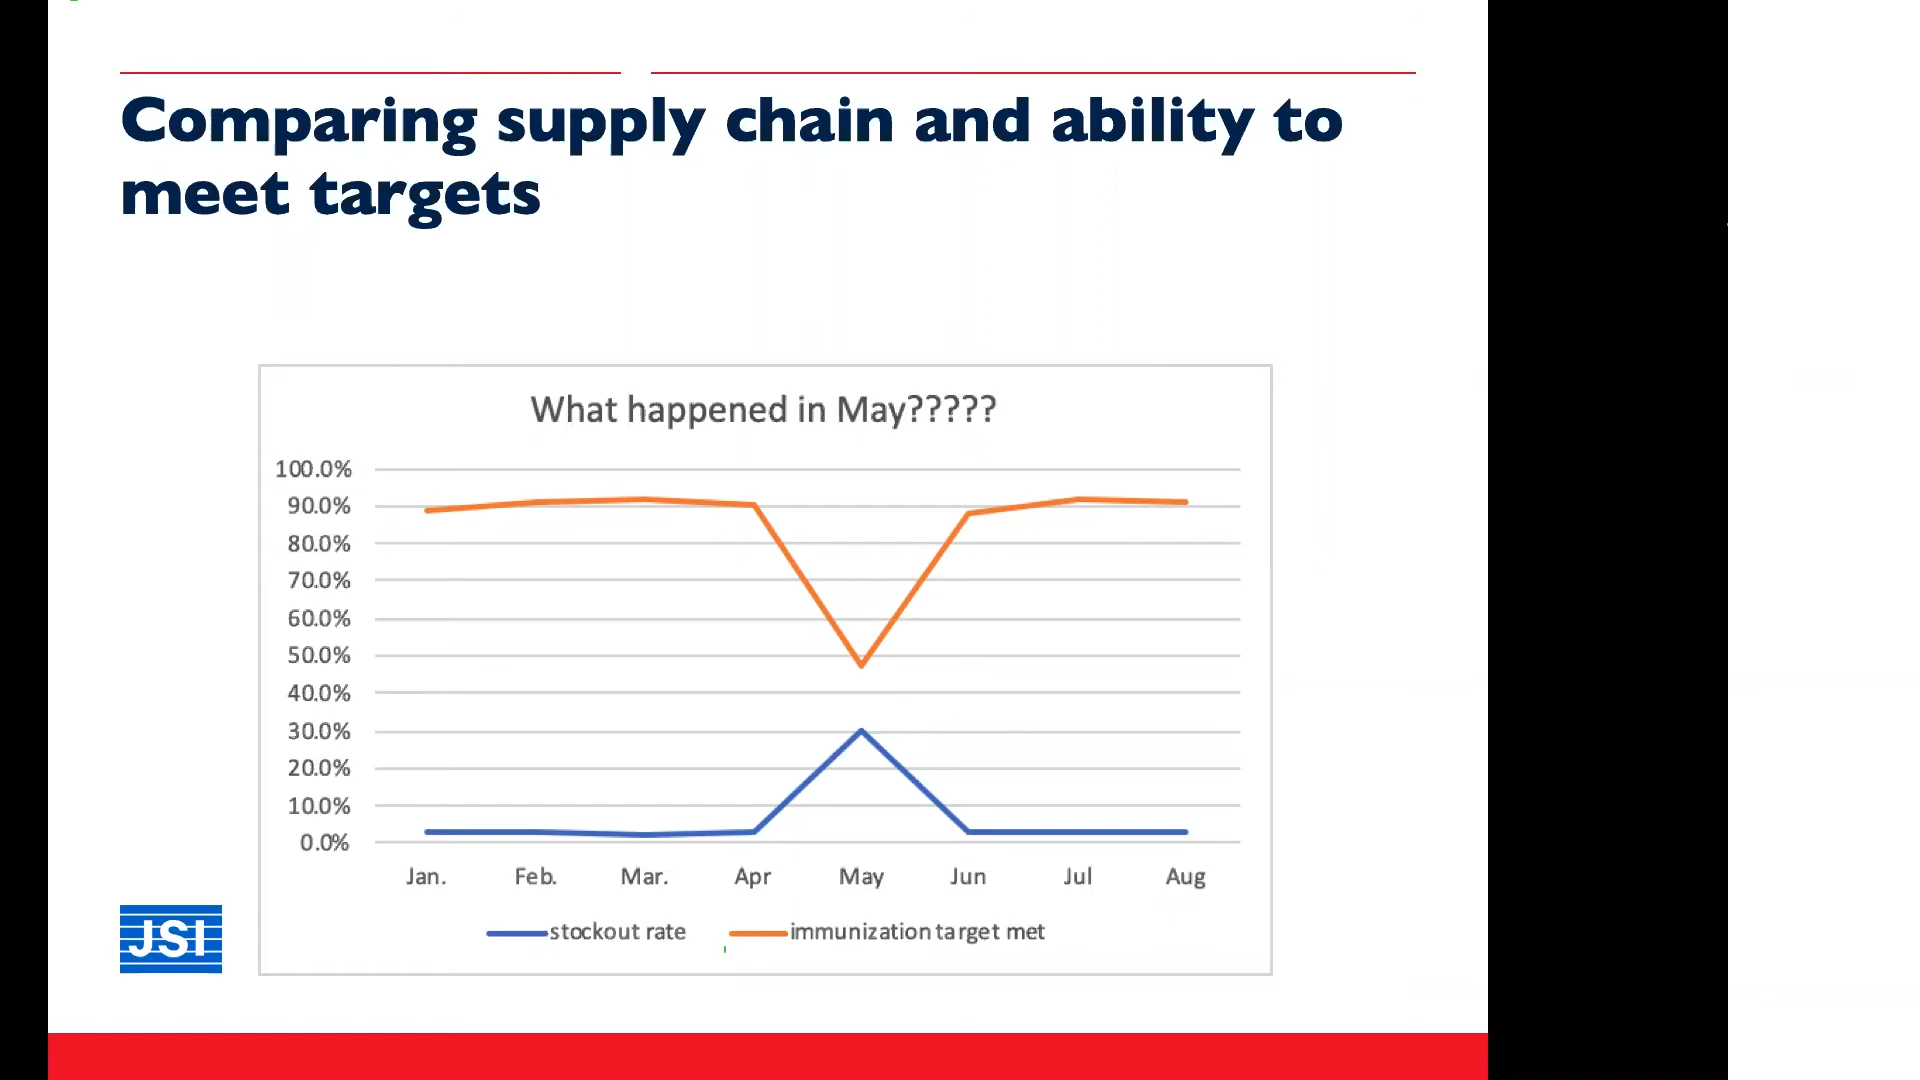 Comparing supply chain and ability to
meet targets
What happened in May?????
100.0%
90.0%
80.0%
70.0%
60.0%
50.0%
40.0%
30.0%
20.0%
10.0%
0.0%
Jan. Feb. Mar. Apr May Jun Jul Aug
stockout rate immunization target met
JSI